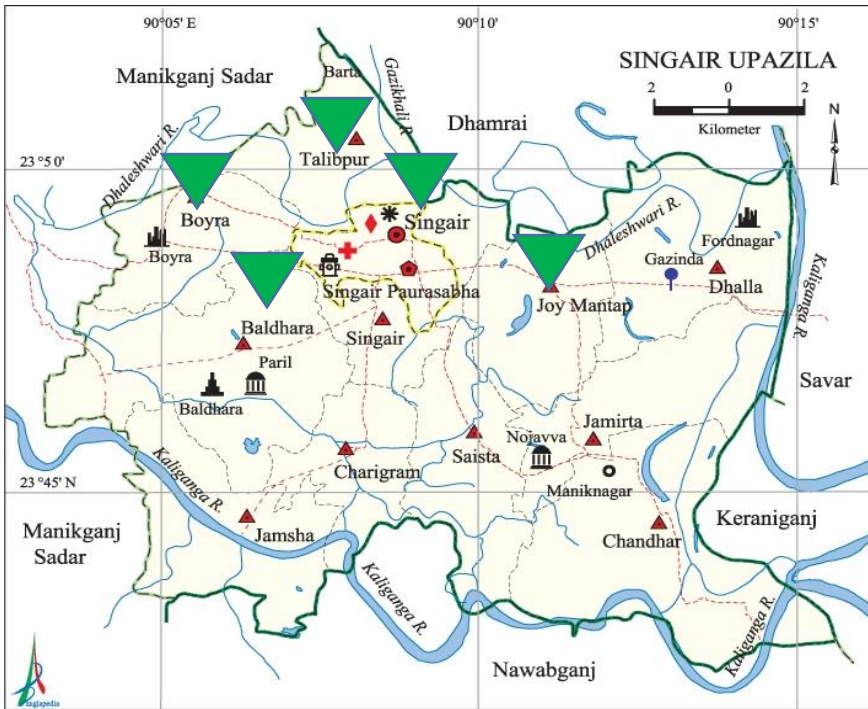 90°05' E
90°10'
90°15'
SINGAIR UPAZILA
2 0 2
Kilometer
N
Manikganj Sadar
Barta
Gazikhali R.
Dhamrai
Talibpur
23°50'
Dhaleshwari R.
Boyra
Boyra
Singair
Dhaleshwari R.
Fordnagar
Gazinda
Dhalla
Singair Paurasabha
Joy Mantap
Kaliganga R.
Baldhara
Singair
Paril
Baldhara
Savar
Jamirta
Nojavva
Saista
Charigram
Maniknagar
Kaliganga R.
23°45' N
Manikganj
Sadar
Jamsha
Chandhar
Keraniganj
Kaliganga R.
Kaliganga R.
Nawabganj
anglapedia